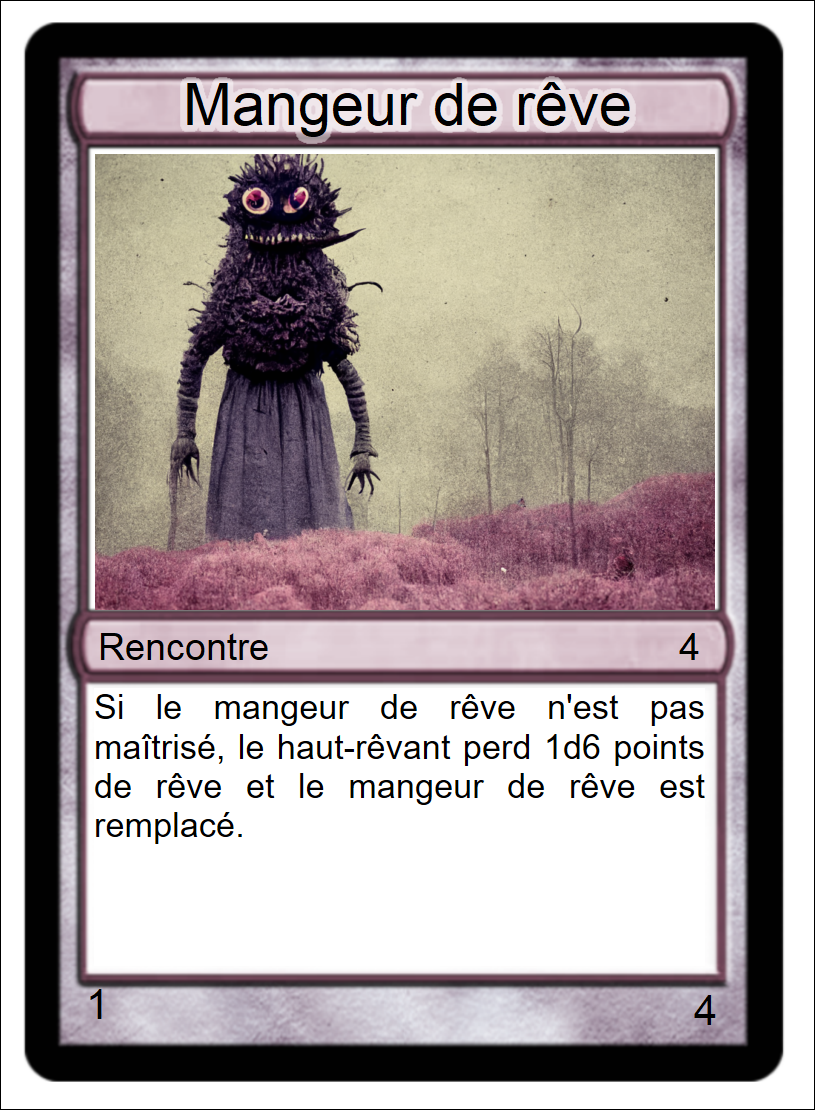 Mangeur de rêve
Rencontre 4
Si le mangeur de rêve n'est pas
maîtrisé, le haut-rêvant perd 1d6 points
de rêve et le mangeur de rêve est
remplacé.
1 4